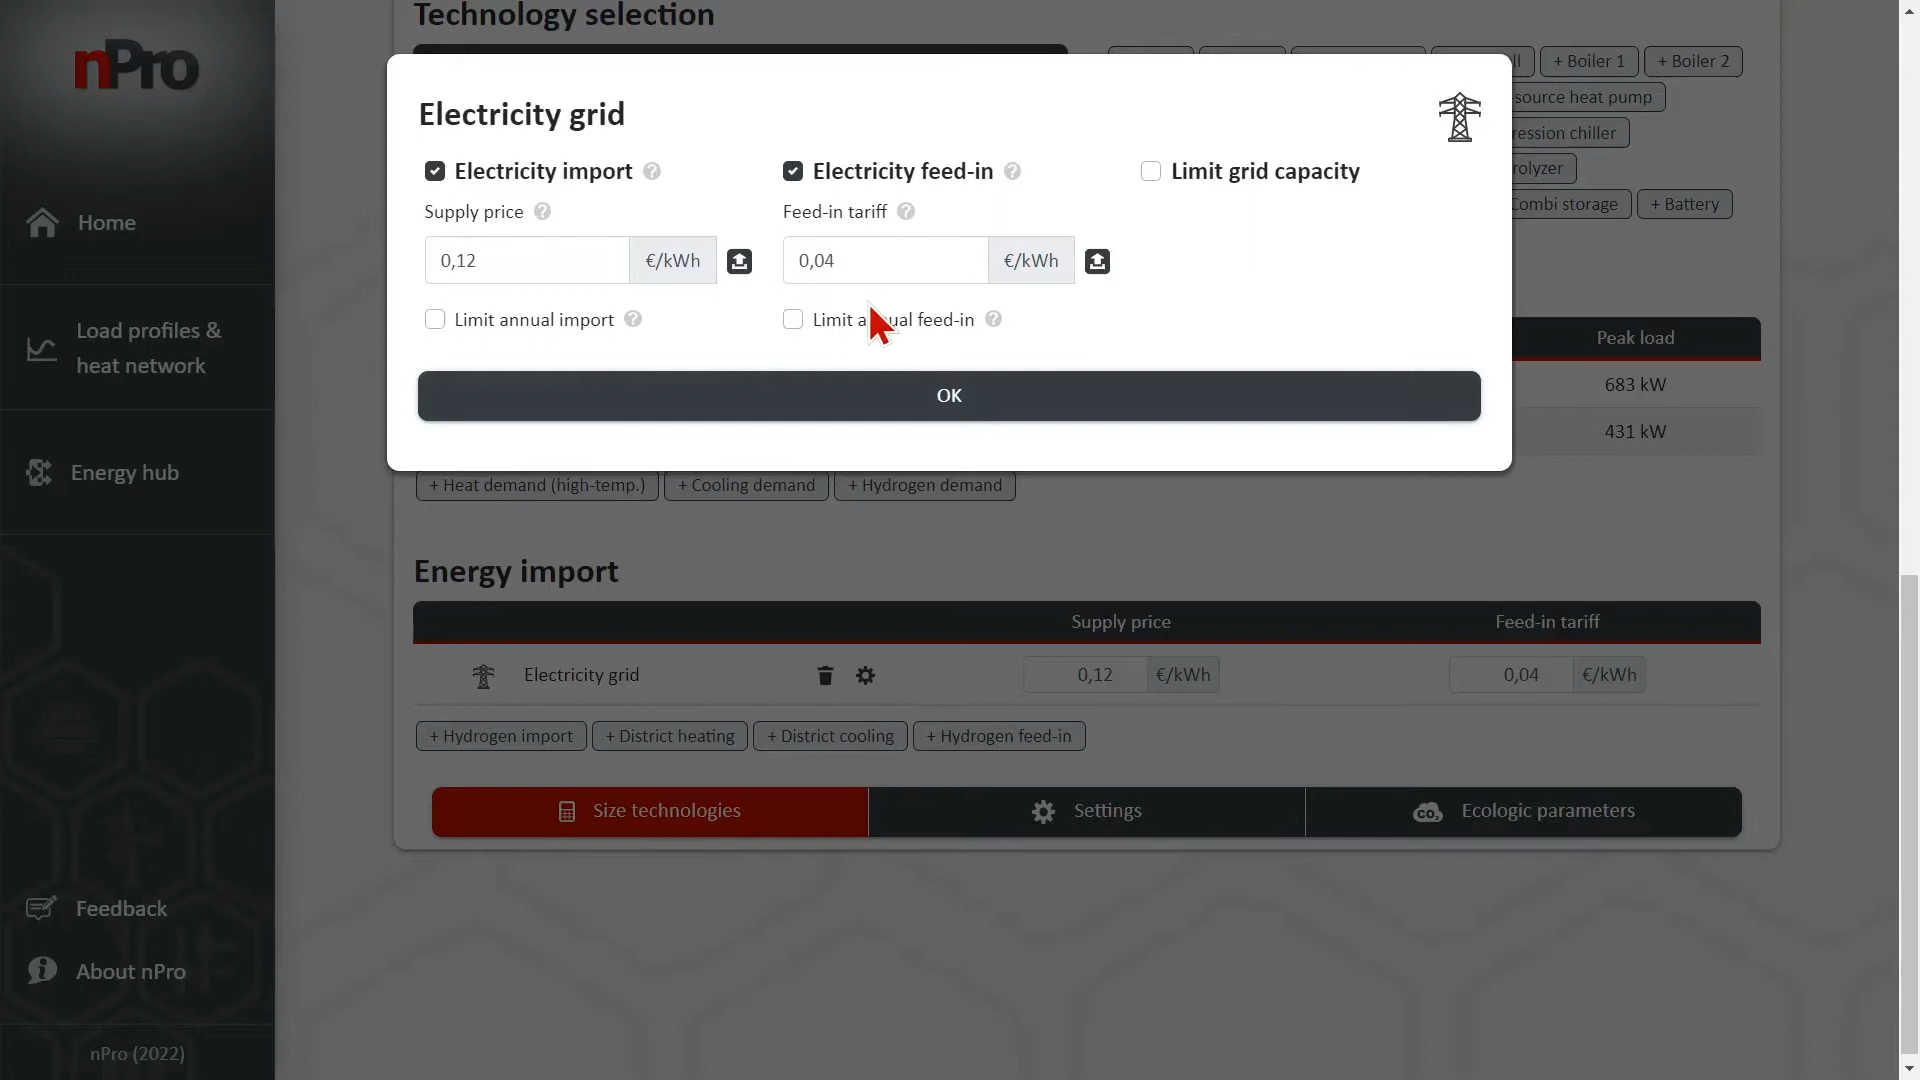 nPro
Home
Load profiles &
heat network
Energy hub
Feedback
About nPro
nPro (2022)
Technology selection
+ Boiler 1
+ Boiler 2
-source heat pump
ression chiller
rolyzer
Combi storage
+ Battery
Electricity grid
Electricity import
Electricity feed-in
Limit grid capacity
Supply price
Feed-in tariff
0,12 €/kWh
0,04 €/kWh
Limit annual import
Limit annual feed-in
OK
Peak load
683 kW
431 kW
+ Heat demand (high-temp.)
+ Cooling demand
+ Hydrogen demand
Energy import
Supply price
Feed-in tariff
Electricity grid
0,12 €/kWh
0,04 €/kWh
+ Hydrogen import
+ District heating
+ District cooling
+ Hydrogen feed-in
Size technologies
Settings
CO₂ Ecologic parameters